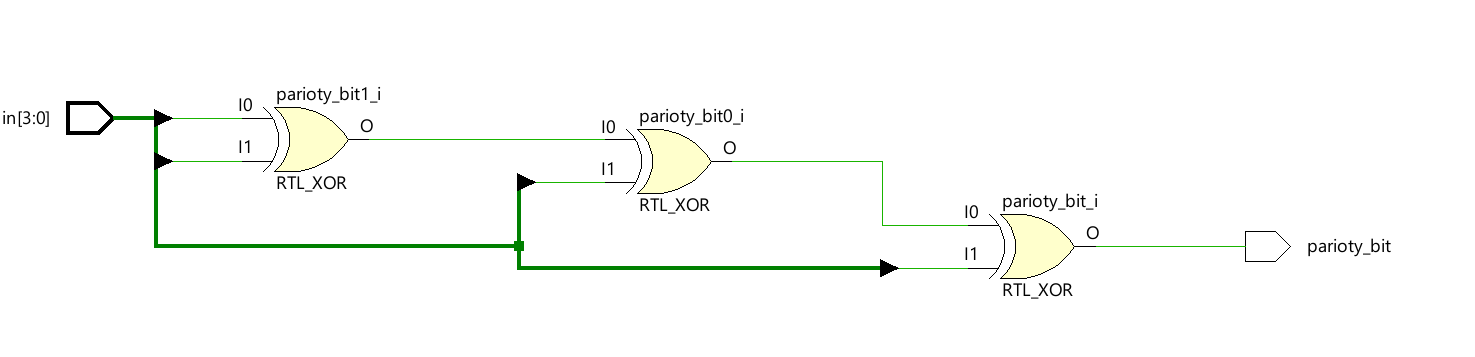 in[3:0]
parioty_bit1_i
I0
I1
O
RTL_XOR
parioty_bit0_i
I0
I1
O
RTL_XOR
parioty_bit_i
I0
I1
O
RTL_XOR
parioty_bit